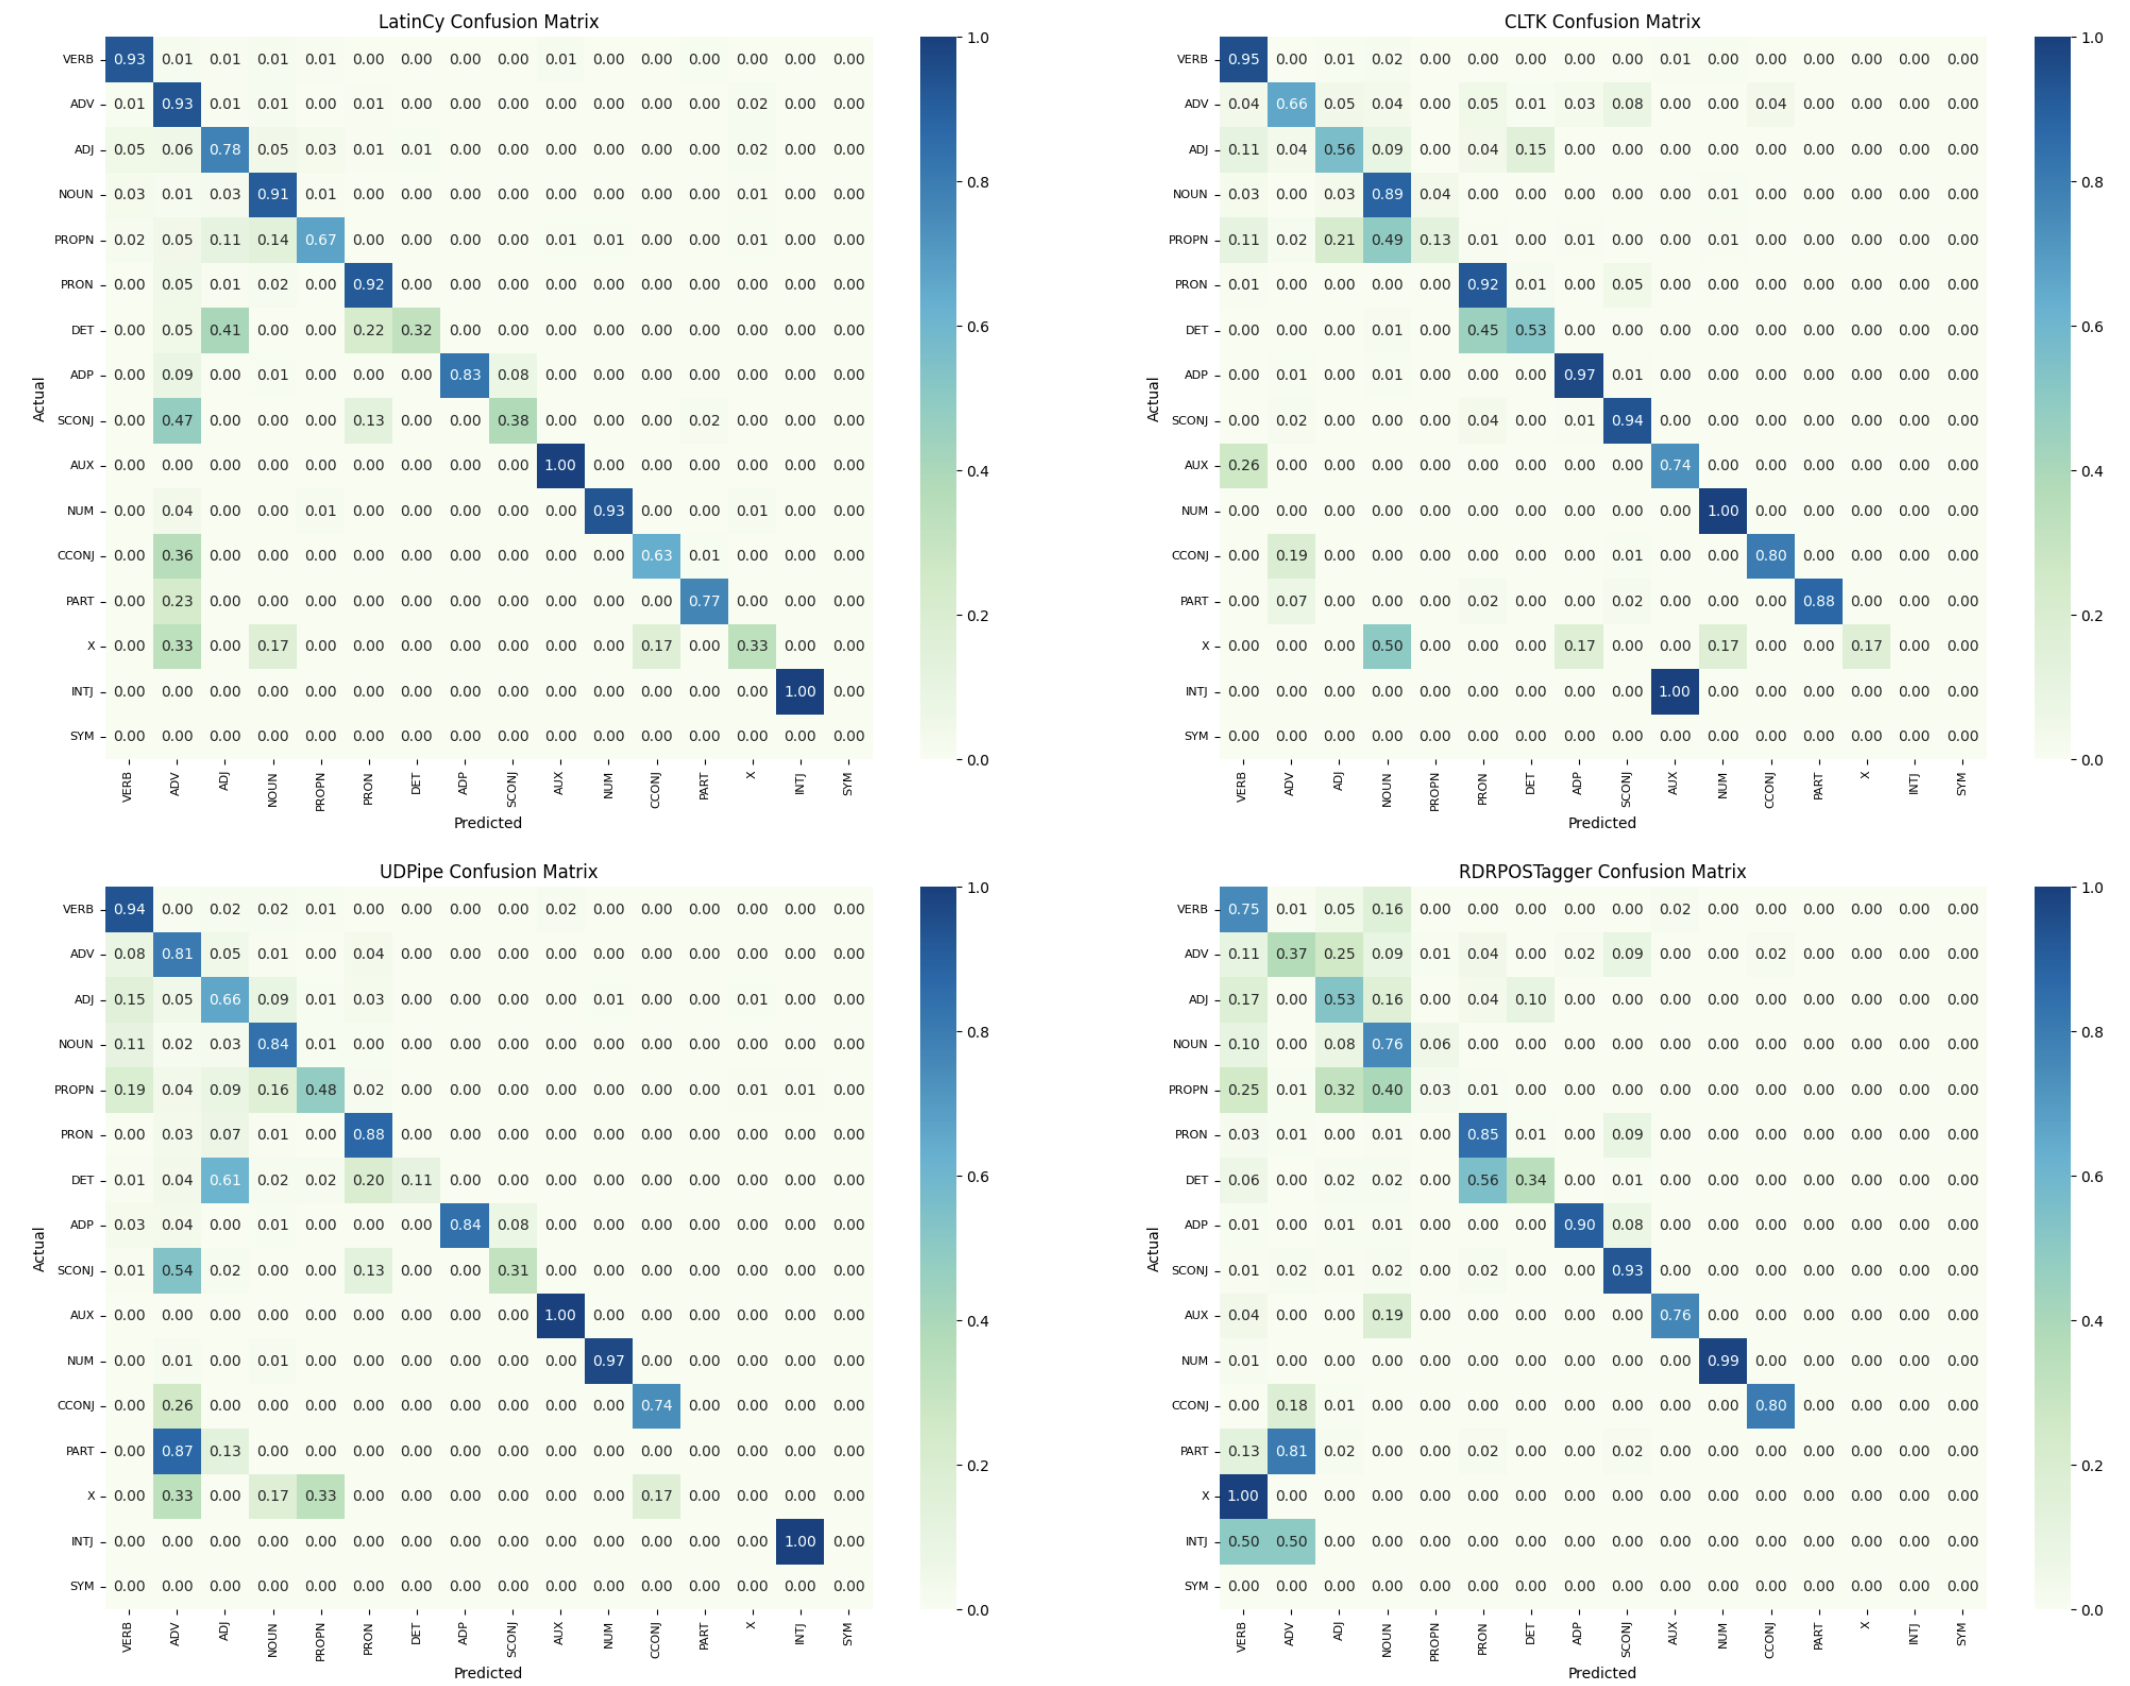 LatinCy Confusion Matrix
VERB 0.93 0.01 0.01 0.01 0.01 0.00 0.00 0.00 0.00 0.01 0.00 0.00 0.00 0.00 0.00 0.00
ADV 0.01 0.93 0.01 0.01 0.00 0.01 0.00 0.00 0.00 0.00 0.00 0.00 0.00 0.02 0.00 0.00
ADJ 0.05 0.06 0.78 0.05 0.03 0.01 0.01 0.00 0.00 0.00 0.00 0.00 0.00 0.02 0.00 0.00
NOUN 0.03 0.01 0.03 0.91 0.01 0.00 0.00 0.00 0.00 0.00 0.00 0.00 0.00 0.01 0.00 0.00
PROPN 0.02 0.05 0.11 0.14 0.67 0.00 0.00 0.00 0.00 0.01 0.01 0.00 0.00 0.01 0.00 0.00
PRON 0.00 0.05 0.01 0.02 0.00 0.92 0.00 0.00 0.00 0.00 0.00 0.00 0.00 0.00 0.00 0.00
DET 0.00 0.05 0.41 0.00 0.00 0.22 0.32 0.00 0.00 0.00 0.00 0.00 0.00 0.00 0.00 0.00
ADP 0.00 0.09 0.00 0.01 0.00 0.00 0.00 0.83 0.08 0.00 0.00 0.00 0.00 0.00 0.00 0.00
SCONJ 0.00 0.47 0.00 0.00 0.00 0.13 0.00 0.00 0.38 0.00 0.00 0.00 0.02 0.00 0.00 0.00
AUX 0.00 0.00 0.00 0.00 0.00 0.00 0.00 0.00 0.00 1.00 0.00 0.00 0.00 0.00 0.00 0.00
NUM 0.00 0.04 0.00 0.00 0.01 0.00 0.00 0.00 0.00 0.00 0.93 0.00 0.00 0.01 0.00 0.00
CCONJ 0.00 0.36 0.00 0.00 0.00 0.00 0.00 0.00 0.00 0.00 0.00 0.63 0.01 0.00 0.00 0.00
PART 0.00 0.23 0.00 0.00 0.00 0.00 0.00 0.00 0.00 0.00 0.00 0.00 0.77 0.00 0.00 0.00
X 0.00 0.33 0.00 0.17 0.00 0.00 0.00 0.00 0.00 0.00 0.00 0.17 0.00 0.33 0.00 0.00
INTJ 0.00 0.00 0.00 0.00 0.00 0.00 0.00 0.00 0.00 0.00 0.00 0.00 0.00 0.00 1.00 0.00
SYM 0.00 0.00 0.00 0.00 0.00 0.00 0.00 0.00 0.00 0.00 0.00 0.00 0.00 0.00 0.00 0.00
VERB ADV ADJ NOUN PROPN PRON DET ADP SCONJ AUX NUM CCONJ PART X INTJ SYM
Predicted
Actual
1.0
0.8
0.6
0.4
0.2
0.0
CLTK Confusion Matrix
VERB 0.95 0.00 0.01 0.02 0.00 0.00 0.00 0.00 0.00 0.01 0.00 0.00 0.00 0.00 0.00 0.00
ADV 0.04 0.66 0.05 0.04 0.00 0.05 0.01 0.03 0.08 0.00 0.00 0.04 0.00 0.00 0.00 0.00
ADJ 0.11 0.04 0.56 0.09 0.00 0.04 0.15 0.00 0.00 0.00 0.00 0.00 0.00 0.00 0.00 0.00
NOUN 0.03 0.00 0.03 0.89 0.04 0.00 0.00 0.00 0.00 0.00 0.01 0.00 0.00 0.00 0.00 0.00
PROPN 0.11 0.02 0.21 0.49 0.13 0.01 0.00 0.01 0.00 0.00 0.01 0.00 0.00 0.00 0.00 0.00
PRON 0.01 0.00 0.00 0.00 0.00 0.92 0.01 0.00 0.05 0.00 0.00 0.00 0.00 0.00 0.00 0.00
DET 0.00 0.00 0.00 0.01 0.00 0.45 0.53 0.00 0.00 0.00 0.00 0.00 0.00 0.00 0.00 0.00
ADP 0.00 0.01 0.00 0.01 0.00 0.00 0.00 0.97 0.01 0.00 0.00 0.00 0.00 0.00 0.00 0.00
SCONJ 0.00 0.02 0.00 0.00 0.00 0.04 0.00 0.01 0.94 0.00 0.00 0.00 0.00 0.00 0.00 0.00
AUX 0.26 0.00 0.00 0.00 0.00 0.00 0.00 0.00 0.00 0.74 0.00 0.00 0.00 0.00 0.00 0.00
NUM 0.00 0.00 0.00 0.00 0.00 0.00 0.00 0.00 0.00 0.00 1.00 0.00 0.00 0.00 0.00 0.00
CCONJ 0.00 0.19 0.00 0.00 0.00 0.00 0.00 0.00 0.01 0.00 0.00 0.80 0.00 0.00 0.00 0.00
PART 0.00 0.07 0.00 0.00 0.00 0.02 0.00 0.00 0.02 0.00 0.00 0.00 0.88 0.00 0.00 0.00
X 0.00 0.00 0.00 0.50 0.00 0.00 0.00 0.17 0.00 0.00 0.17 0.00 0.00 0.17 0.00 0.00
INTJ 0.00 0.00 0.00 0.00 0.00 0.00 0.00 0.00 0.00 1.00 0.00 0.00 0.00 0.00 0.00 0.00
SYM 0.00 0.00 0.00 0.00 0.00 0.00 0.00 0.00 0.00 0.00 0.00 0.00 0.00 0.00 0.00 0.00
VERB ADV ADJ NOUN PROPN PRON DET ADP SCONJ AUX NUM CCONJ PART X INTJ SYM
Predicted
Actual
1.0
0.8
0.6
0.4
0.2
0.0
UDPipe Confusion Matrix
VERB 0.94 0.00 0.02 0.02 0.01 0.00 0.00 0.00 0.00 0.02 0.00 0.00 0.00 0.00 0.00 0.00
ADV 0.08 0.81 0.05 0.01 0.00 0.04 0.00 0.00 0.00 0.00 0.00 0.00 0.00 0.00 0.00 0.00
ADJ 0.15 0.05 0.66 0.09 0.01 0.03 0.00 0.00 0.00 0.00 0.01 0.00 0.00 0.01 0.00 0.00
NOUN 0.11 0.02 0.03 0.84 0.01 0.00 0.00 0.00 0.00 0.00 0.00 0.00 0.00 0.00 0.00 0.00
PROPN 0.19 0.04 0.09 0.16 0.48 0.02 0.00 0.00 0.00 0.00 0.00 0.00 0.00 0.01 0.01 0.00
PRON 0.00 0.03 0.07 0.01 0.00 0.88 0.00 0.00 0.00 0.00 0.00 0.00 0.00 0.00 0.00 0.00
DET 0.01 0.04 0.61 0.02 0.02 0.20 0.11 0.00 0.00 0.00 0.00 0.00 0.00 0.00 0.00 0.00
ADP 0.03 0.04 0.00 0.01 0.00 0.00 0.00 0.84 0.08 0.00 0.00 0.00 0.00 0.00 0.00 0.00
SCONJ 0.01 0.54 0.02 0.00 0.00 0.13 0.00 0.00 0.31 0.00 0.00 0.00 0.00 0.00 0.00 0.00
AUX 0.00 0.00 0.00 0.00 0.00 0.00 0.00 0.00 0.00 1.00 0.00 0.00 0.00 0.00 0.00 0.00
NUM 0.00 0.01 0.00 0.01 0.00 0.00 0.00 0.00 0.00 0.00 0.97 0.00 0.00 0.00 0.00 0.00
CCONJ 0.00 0.26 0.00 0.00 0.00 0.00 0.00 0.00 0.00 0.00 0.00 0.74 0.00 0.00 0.00 0.00
PART 0.00 0.87 0.13 0.00 0.00 0.00 0.00 0.00 0.00 0.00 0.00 0.00 0.00 0.00 0.00 0.00
X 0.00 0.33 0.00 0.17 0.33 0.00 0.00 0.00 0.00 0.00 0.00 0.17 0.00 0.00 0.00 0.00
INTJ 0.00 0.00 0.00 0.00 0.00 0.00 0.00 0.00 0.00 0.00 0.00 0.00 0.00 0.00 1.00 0.00
SYM 0.00 0.00 0.00 0.00 0.00 0.00 0.00 0.00 0.00 0.00 0.00 0.00 0.00 0.00 0.00 0.00
VERB ADV ADJ NOUN PROPN PRON DET ADP SCONJ AUX NUM CCONJ PART X INTJ SYM
Predicted
Actual
1.0
0.8
0.6
0.4
0.2
0.0
RDRPOSTagger Confusion Matrix
VERB 0.75 0.01 0.05 0.16 0.00 0.00 0.00 0.00 0.00 0.02 0.00 0.00 0.00 0.00 0.00 0.00
ADV 0.11 0.37 0.25 0.09 0.01 0.04 0.00 0.02 0.09 0.00 0.00 0.02 0.00 0.00 0.00 0.00
ADJ 0.17 0.00 0.53 0.16 0.00 0.04 0.10 0.00 0.00 0.00 0.00 0.00 0.00 0.00 0.00 0.00
NOUN 0.10 0.00 0.08 0.76 0.06 0.00 0.00 0.00 0.00 0.00 0.00 0.00 0.00 0.00 0.00 0.00
PROPN 0.25 0.01 0.32 0.40 0.03 0.01 0.00 0.00 0.00 0.00 0.00 0.00 0.00 0.00 0.00 0.00
PRON 0.03 0.01 0.00 0.01 0.00 0.85 0.01 0.00 0.09 0.00 0.00 0.00 0.00 0.00 0.00 0.00
DET 0.06 0.00 0.02 0.02 0.00 0.56 0.34 0.00 0.01 0.00 0.00 0.00 0.00 0.00 0.00 0.00
ADP 0.01 0.00 0.01 0.01 0.00 0.00 0.00 0.90 0.08 0.00 0.00 0.00 0.00 0.00 0.00 0.00
SCONJ 0.01 0.02 0.01 0.02 0.00 0.02 0.00 0.00 0.93 0.00 0.00 0.00 0.00 0.00 0.00 0.00
AUX 0.04 0.00 0.00 0.19 0.00 0.00 0.00 0.00 0.00 0.76 0.00 0.00 0.00 0.00 0.00 0.00
NUM 0.01 0.00 0.00 0.00 0.00 0.00 0.00 0.00 0.00 0.00 0.99 0.00 0.00 0.00 0.00 0.00
CCONJ 0.00 0.18 0.01 0.00 0.00 0.00 0.00 0.00 0.00 0.00 0.00 0.80 0.00 0.00 0.00 0.00
PART 0.13 0.81 0.02 0.00 0.00 0.02 0.00 0.00 0.02 0.00 0.00 0.00 0.00 0.00 0.00 0.00
X 1.00 0.00 0.00 0.00 0.00 0.00 0.00 0.00 0.00 0.00 0.00 0.00 0.00 0.00 0.00 0.00
INTJ 0.50 0.50 0.00 0.00 0.00 0.00 0.00 0.00 0.00 0.00 0.00 0.00 0.00 0.00 0.00 0.00
SYM 0.00 0.00 0.00 0.00 0.00 0.00 0.00 0.00 0.00 0.00 0.00 0.00 0.00 0.00 0.00 0.00
VERB ADV ADJ NOUN PROPN PRON DET ADP SCONJ AUX NUM CCONJ PART X INTJ SYM
Predicted
Actual
1.0
0.8
0.6
0.4
0.2
0.0